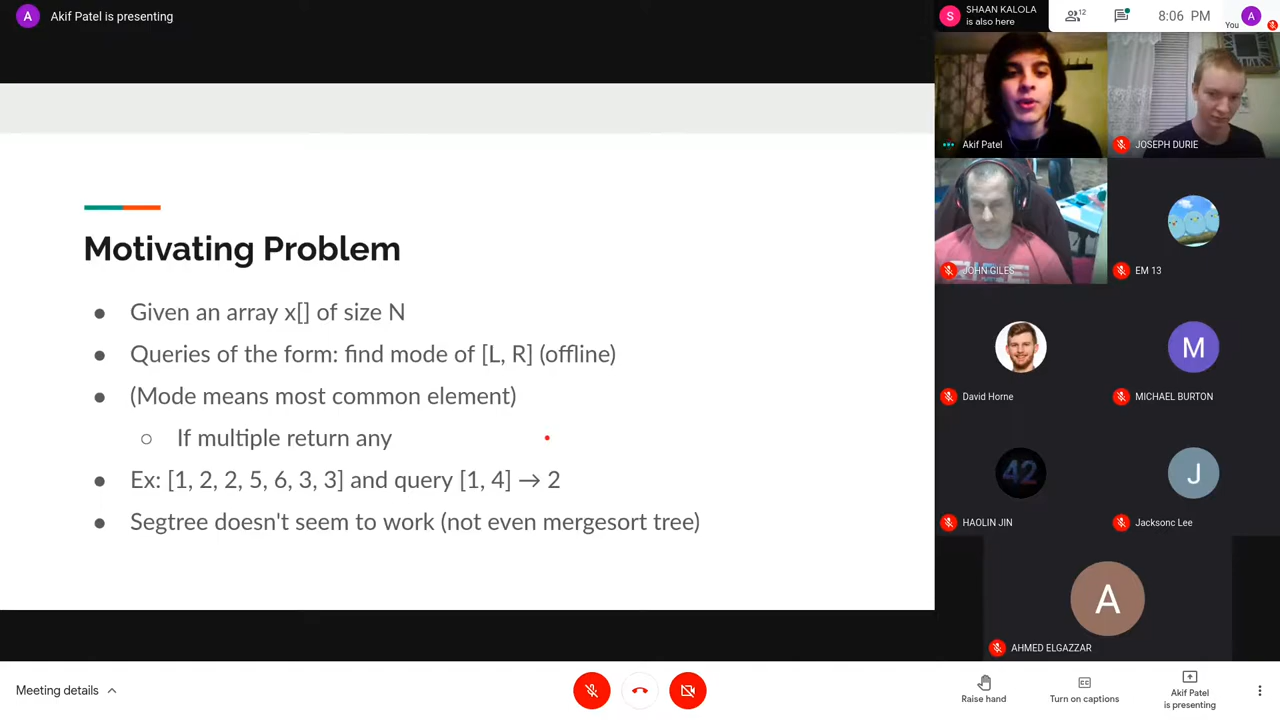 A Akif Patel is presenting
S SHAAN KALOLA
is also here
12
8:06 PM
You A
Motivating Problem
● Given an array x[] of size N
● Queries of the form: find mode of [L, R] (offline)
● (Mode means most common element)
○ If multiple return any
● Ex: [1, 2, 2, 5, 6, 3, 3] and query [1, 4] → 2
● Segtree doesn't seem to work (not even mergesort tree)
Akif Patel
JOSEPH DURIE
JOHN GILES
EM 13
David Horne
M
MICHAEL BURTON
42
HAOLIN JIN
J
Jacksonc Lee
A
AHMED ELGAZZAR
Meeting details
Raise hand
CC
Turn on captions
Akif Patel
is presenting